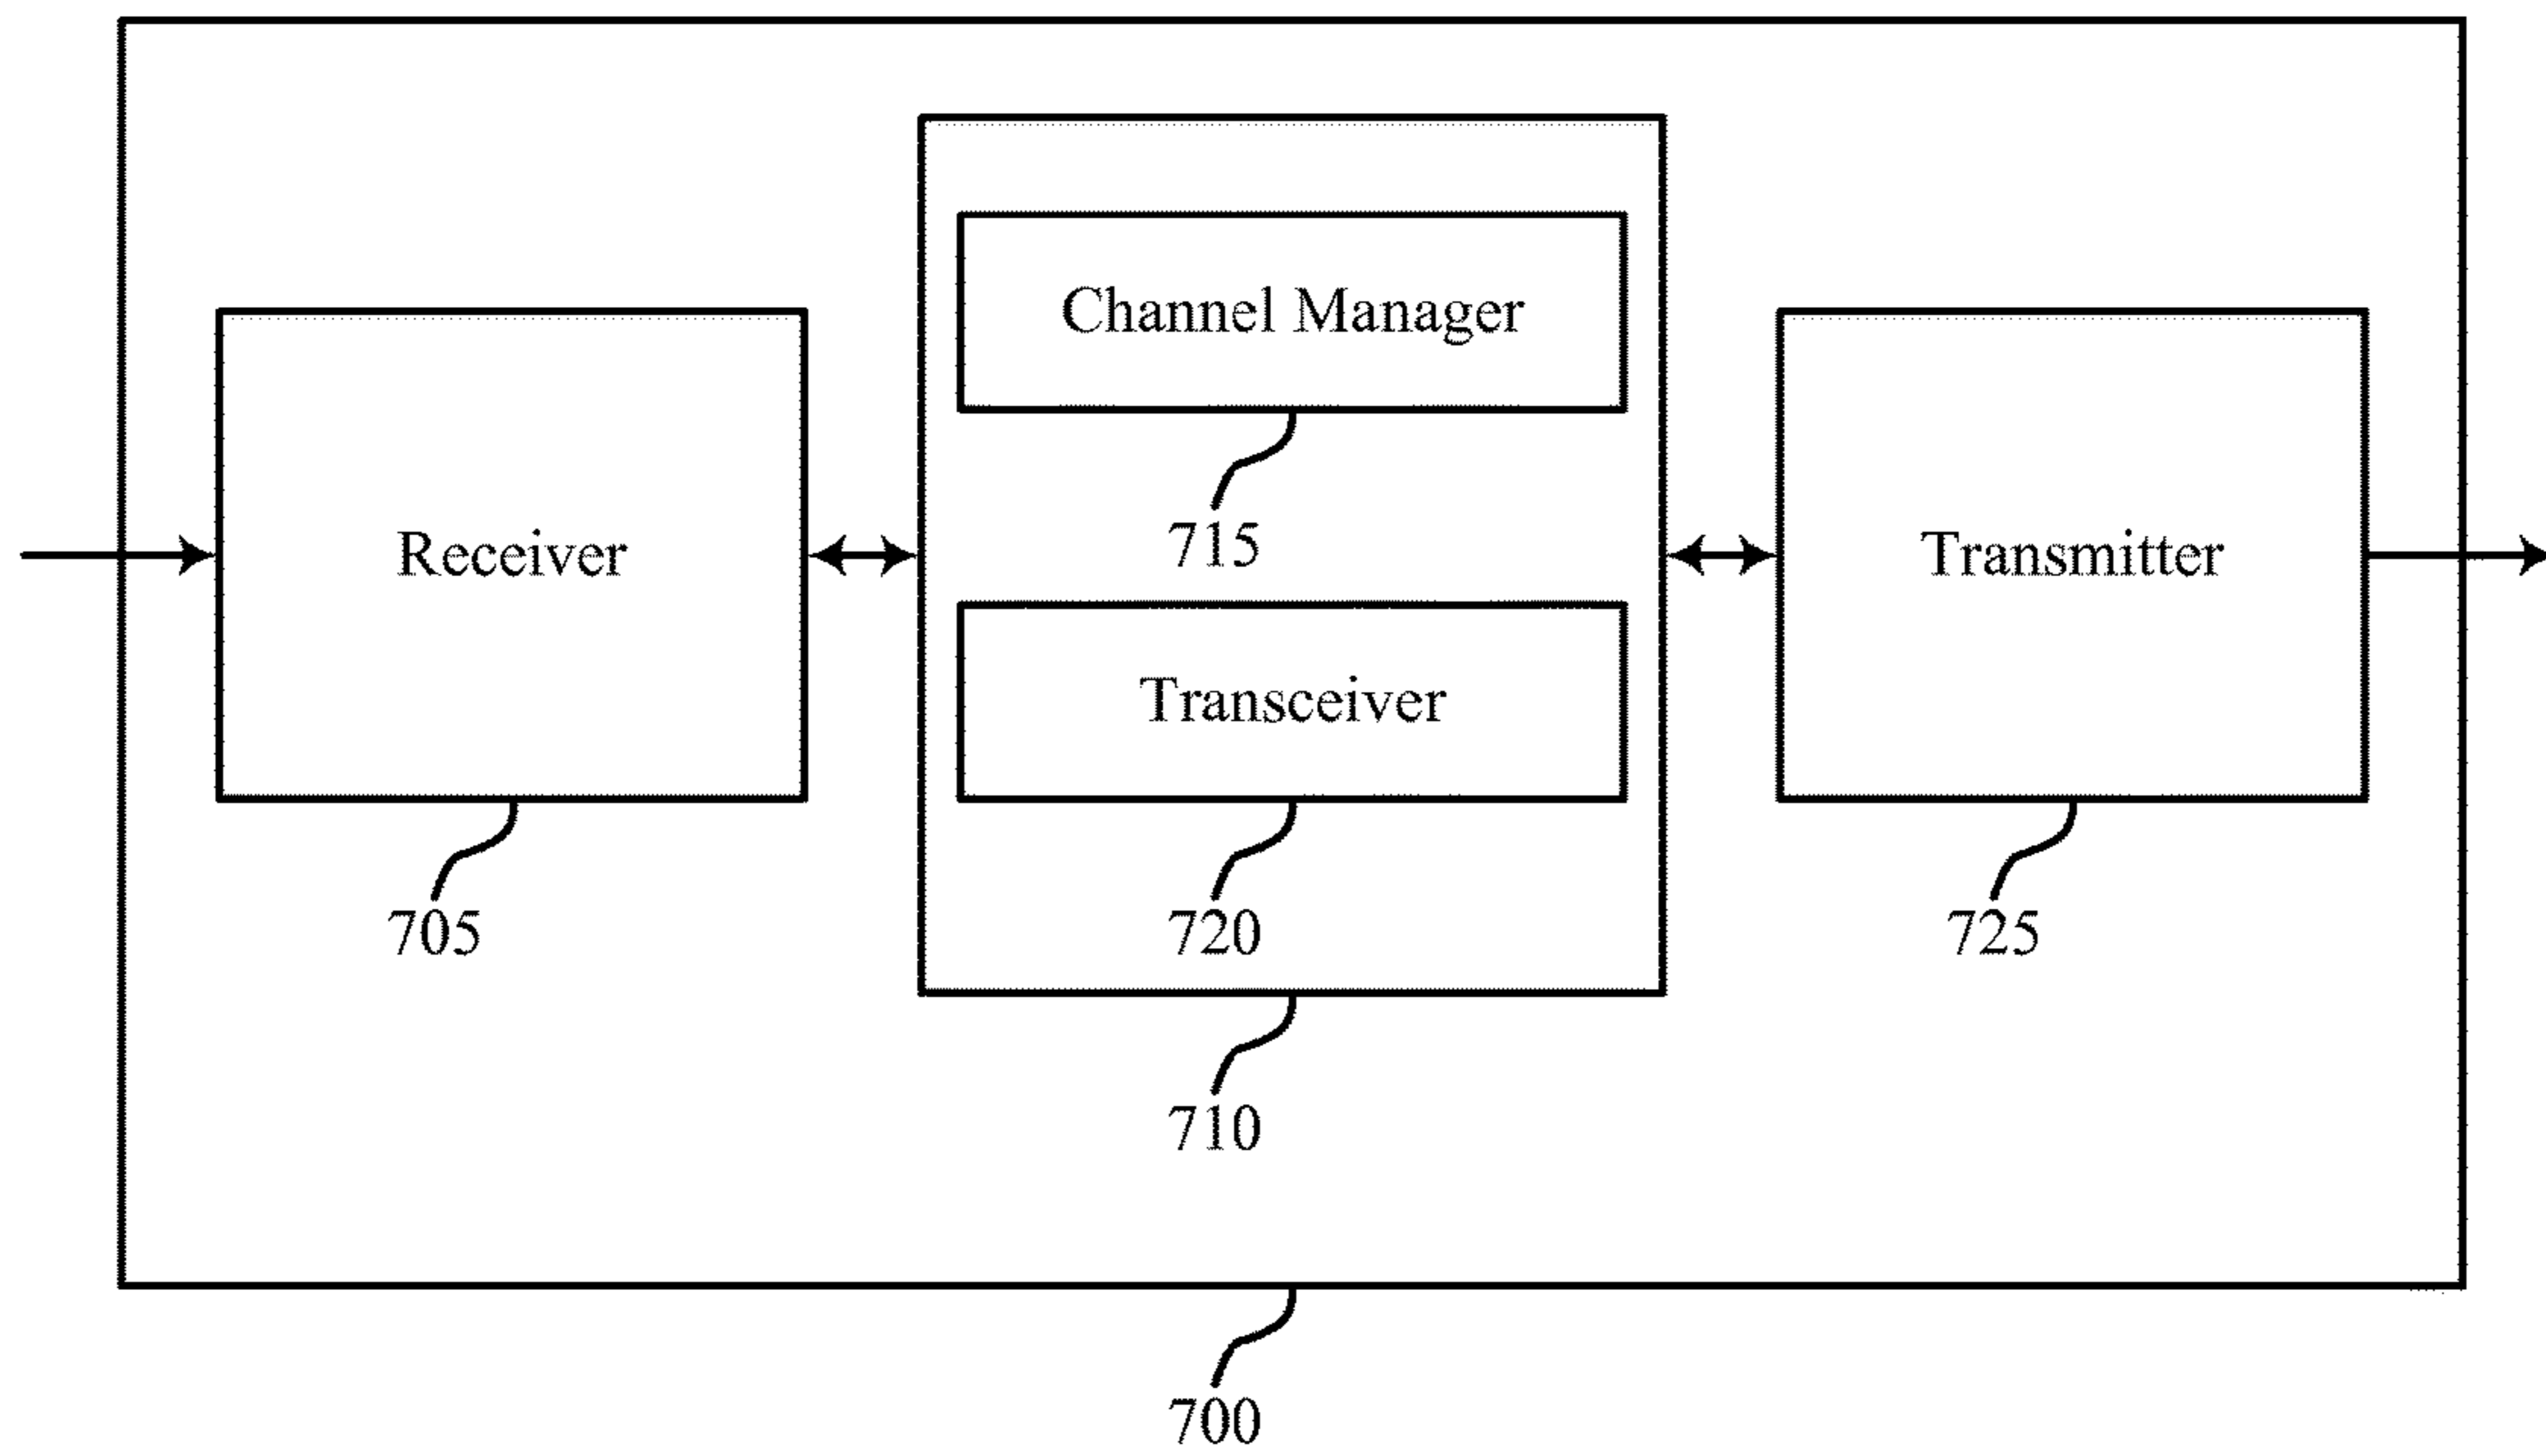 Channel Manager
715
Receiver
Transmitter
Transceiver
705
720
725
710
700